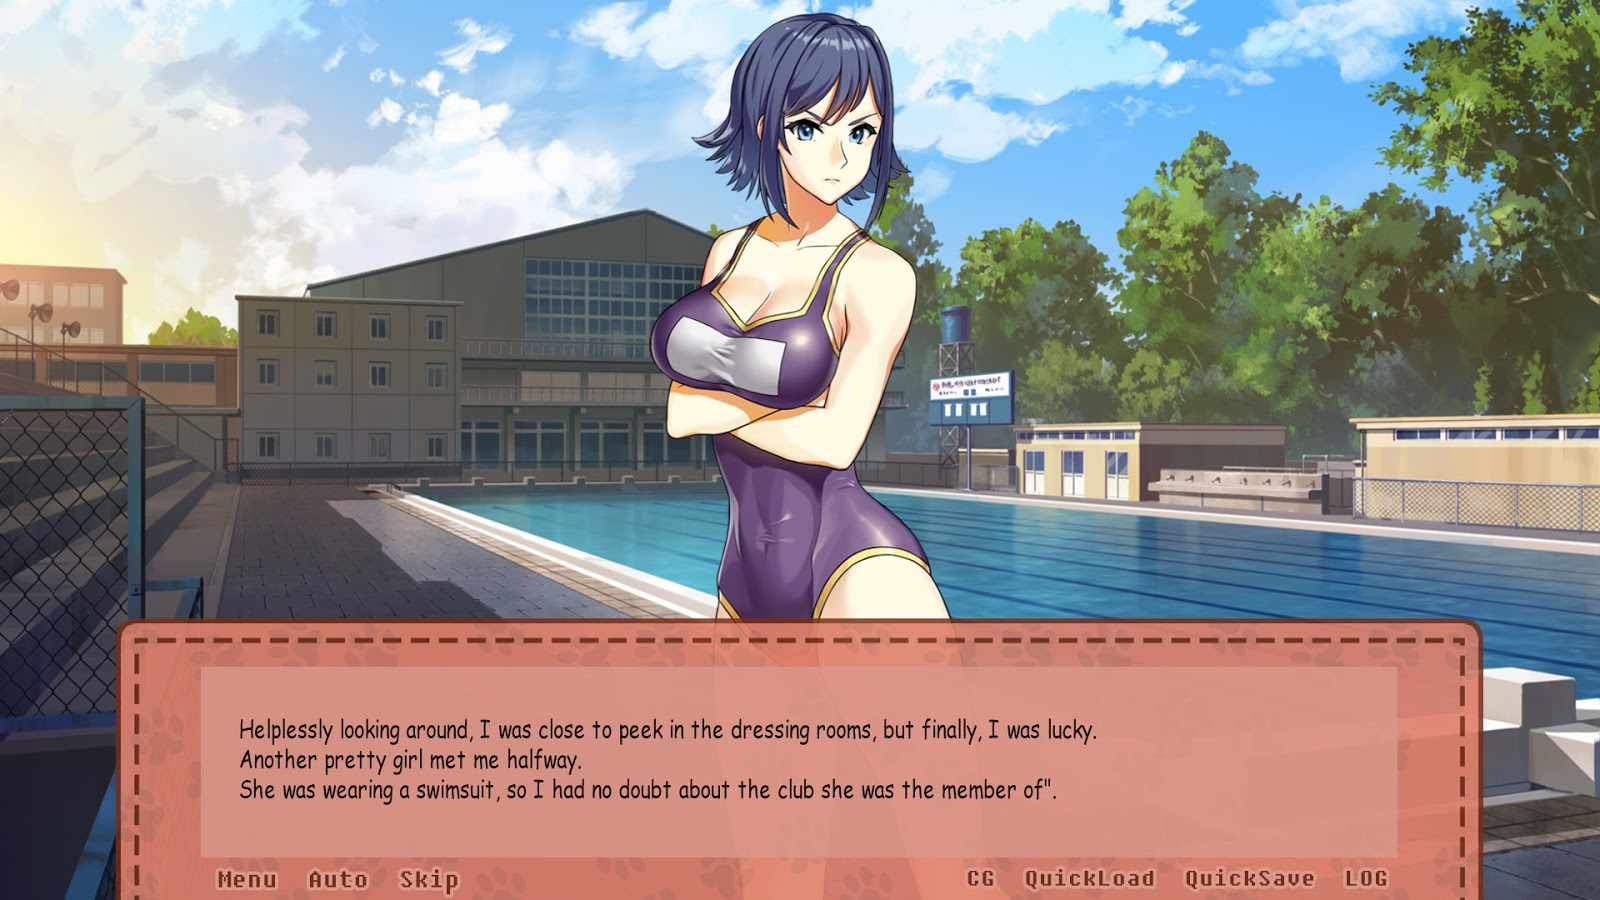 Helplessly looking around, I was close to peek in the dressing rooms, but finally, I was lucky.
Another pretty girl met me halfway.
She was wearing a swimsuit, so I had no doubt about the club she was the member of".
Menu Auto Skip CG QuickLoad QuickSave LOG